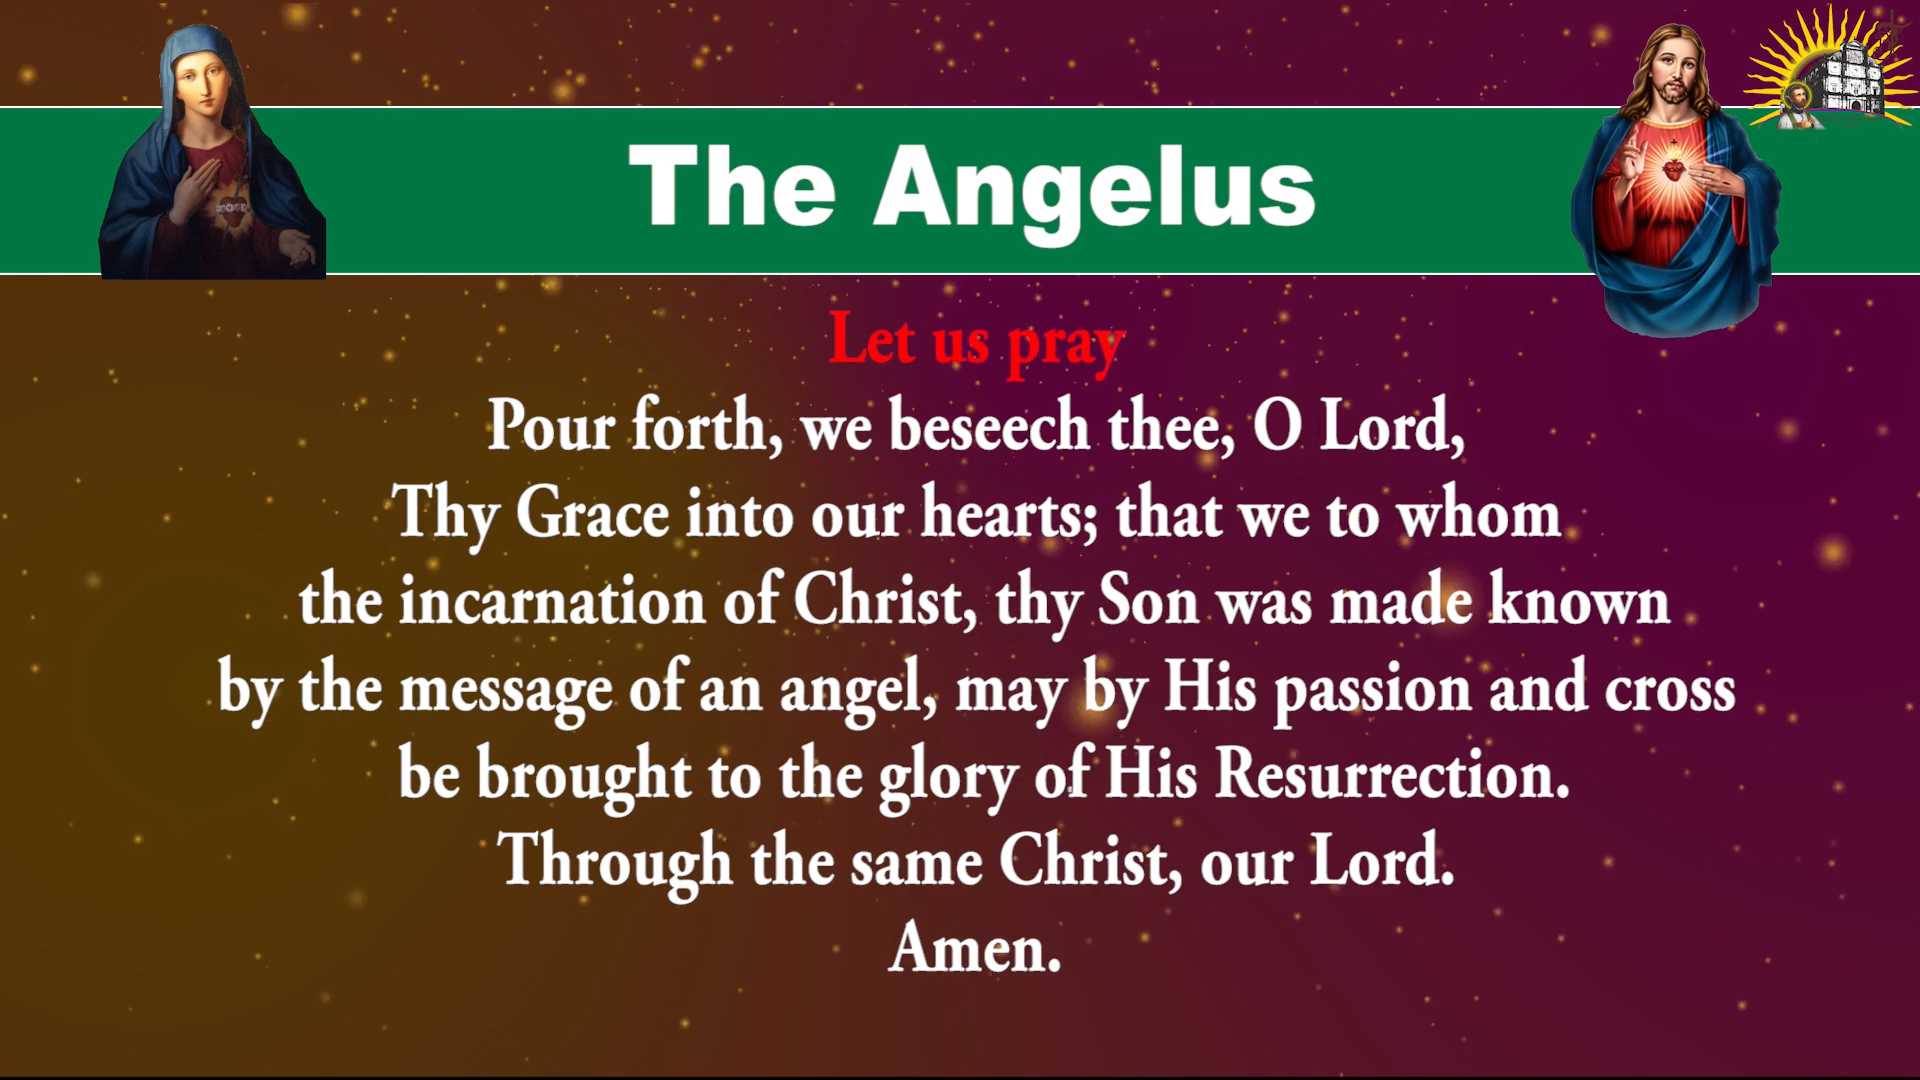 The Angelus
Let us pray
Pour forth, we beseech thee, O Lord,
Thy Grace into our hearts; that we to whom
the incarnation of Christ, thy Son was made known
by the message of an angel, may by His passion and cross
be brought to the glory of His Resurrection.
Through the same Christ, our Lord.
Amen.